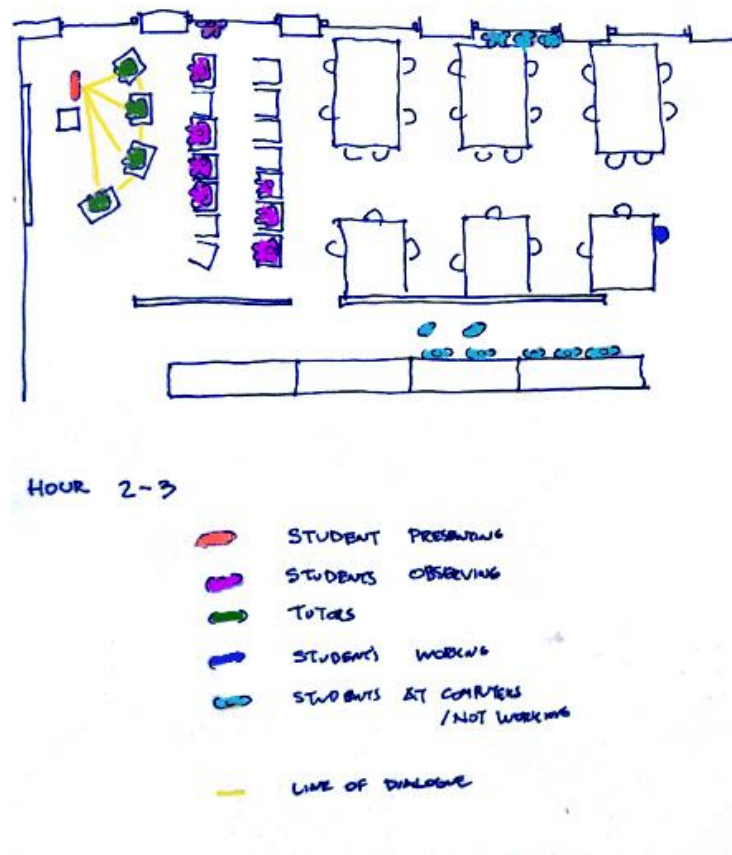 HOUR 2-3
STUDENT PRESENTING
STUDENTS OBSERVING
TUTORS
STUDENTS WORKING
STUDENTS AT COMPUTERS
/NOT WORKING
LINE OF DIALOGUE